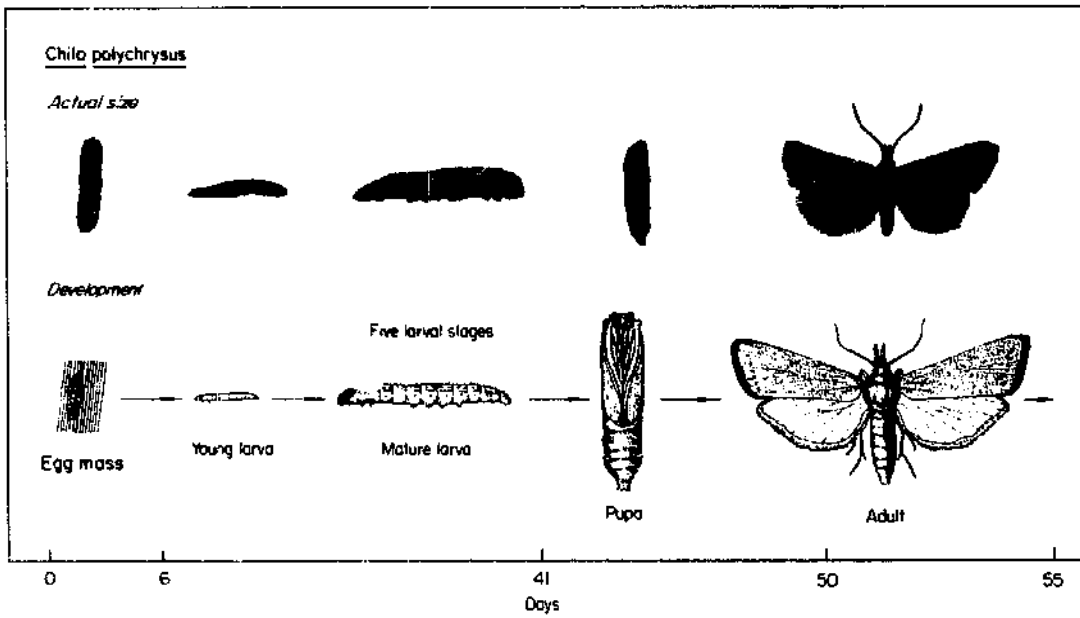 Chilo polychrysus
Actual size
Development
Five larval stages
Egg mass
Young larva
Mature larva
Pupa
Adult
0 6 41 50 55
Days